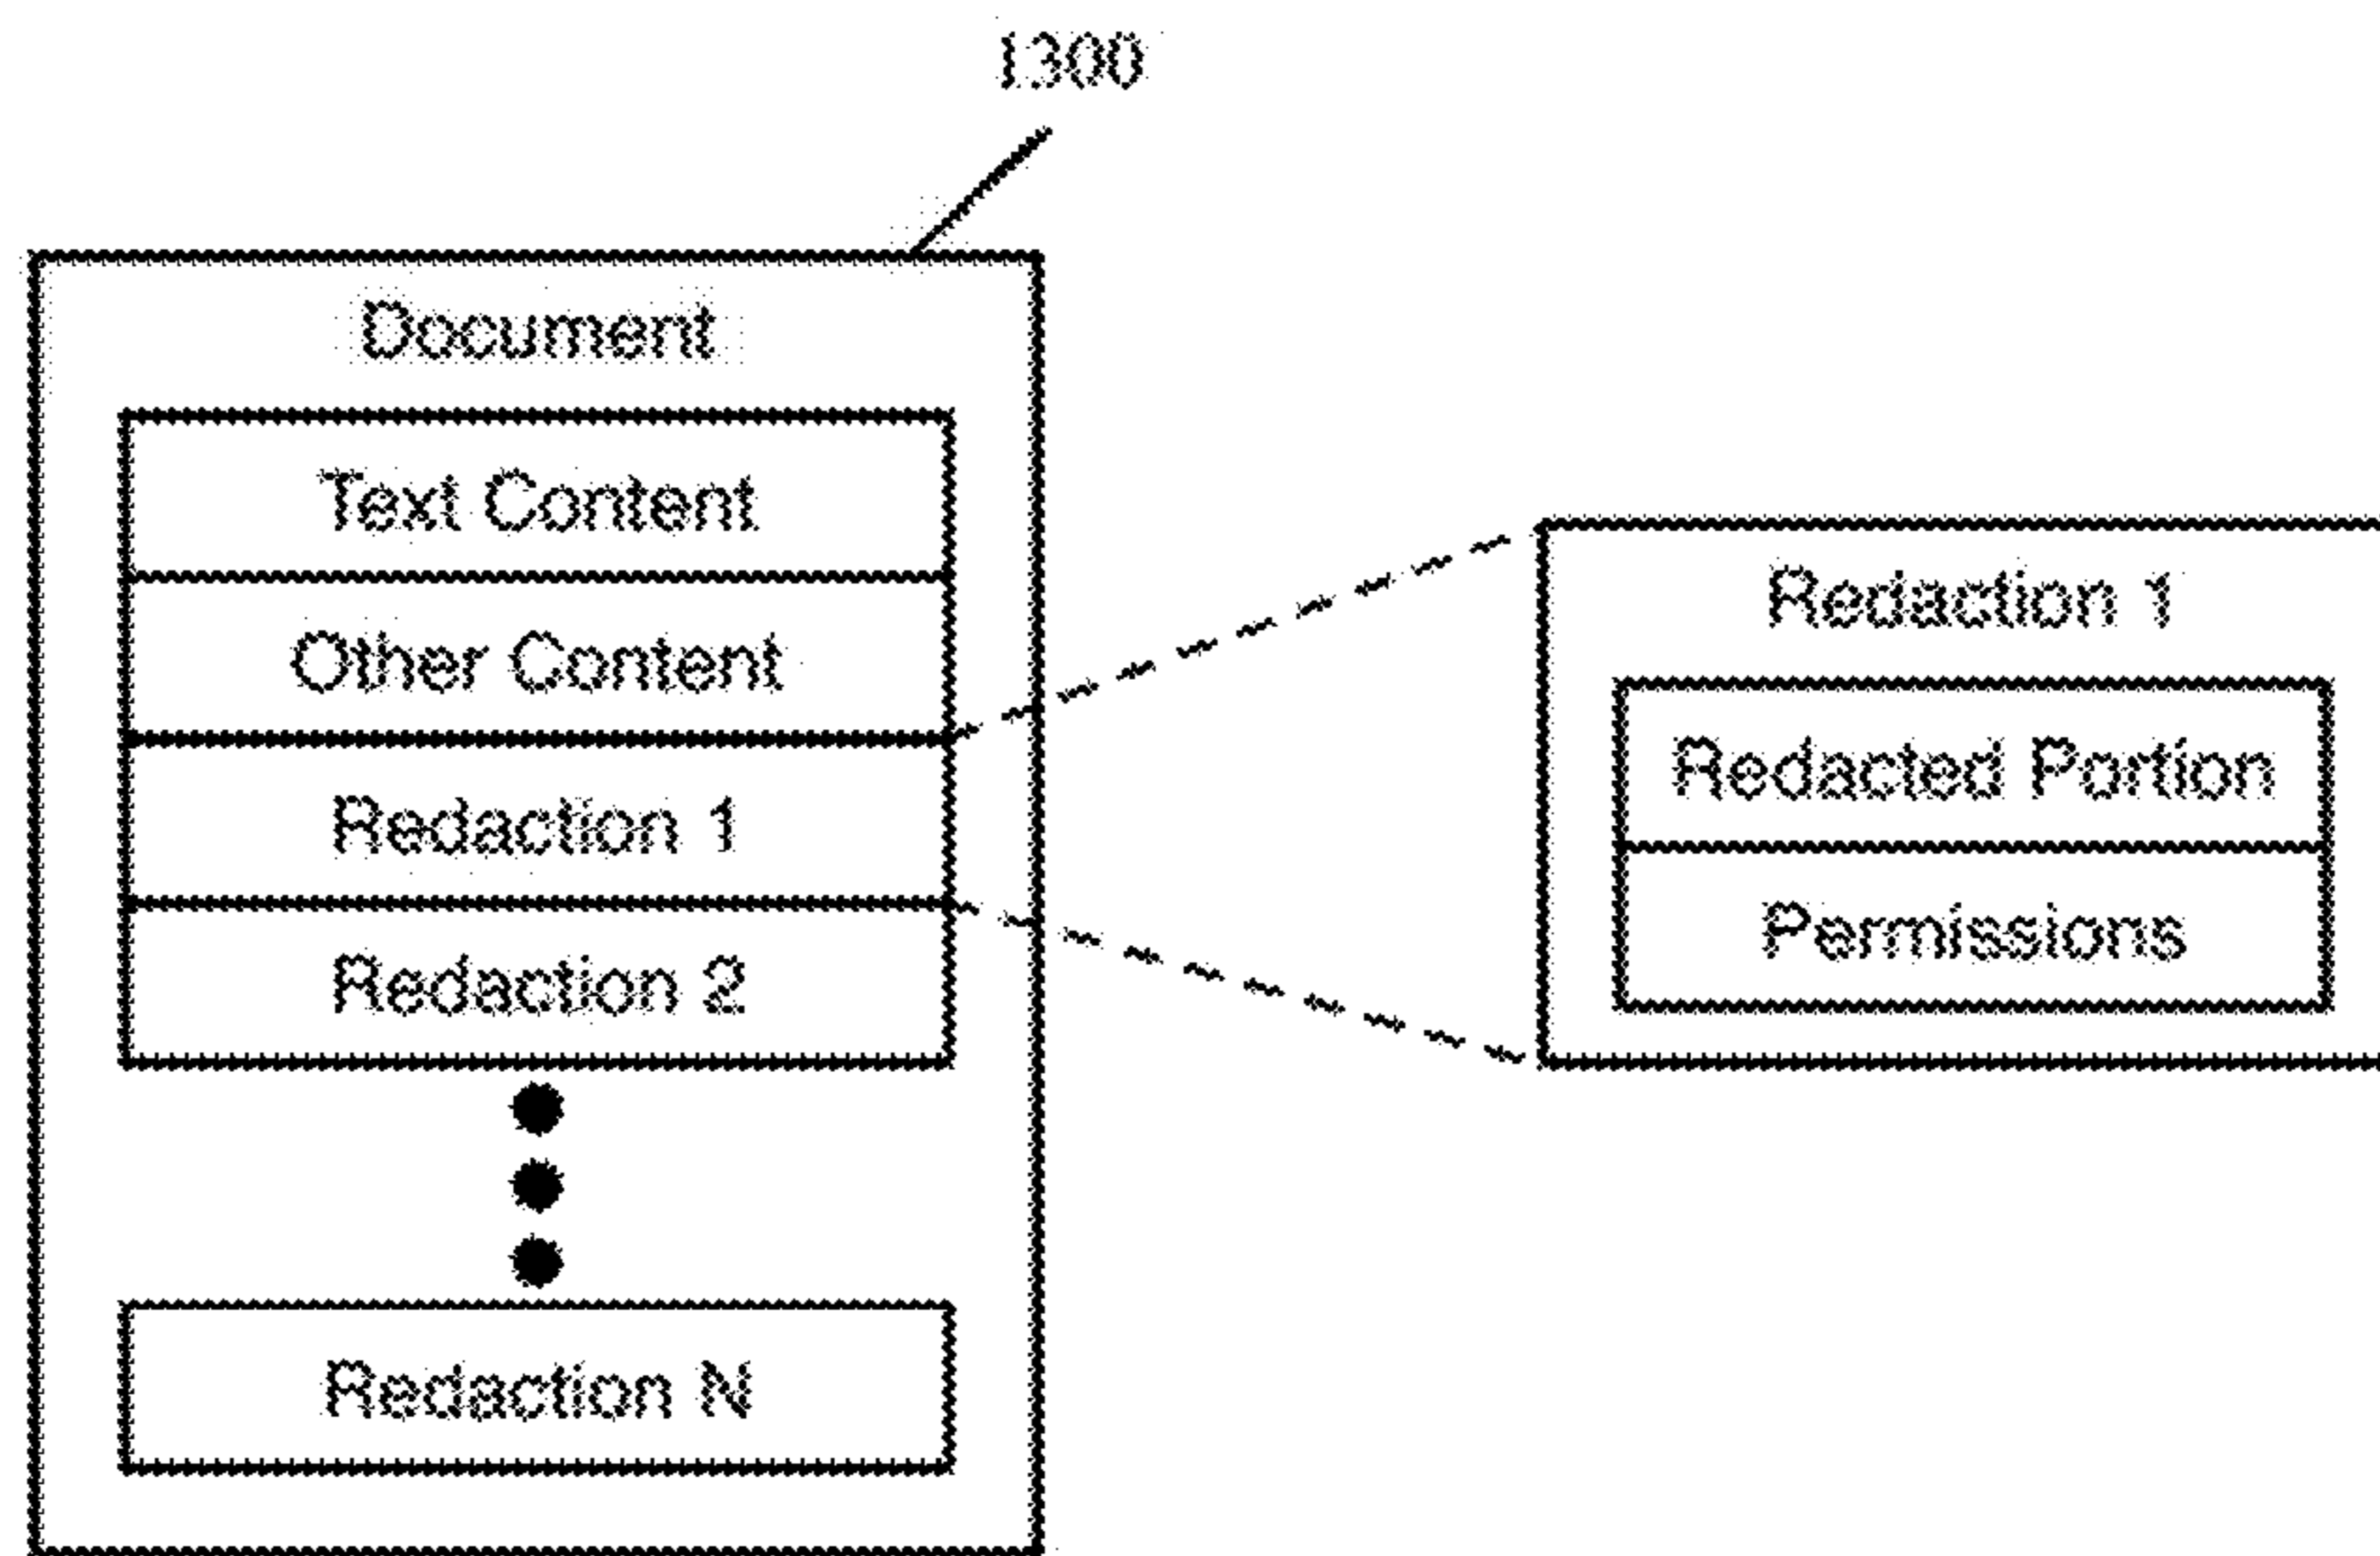 1300
Document
Text Content
Other Content
Redaction 1
Redaction 2
Redaction N
Redaction 1
Redacted Portion
Permissions